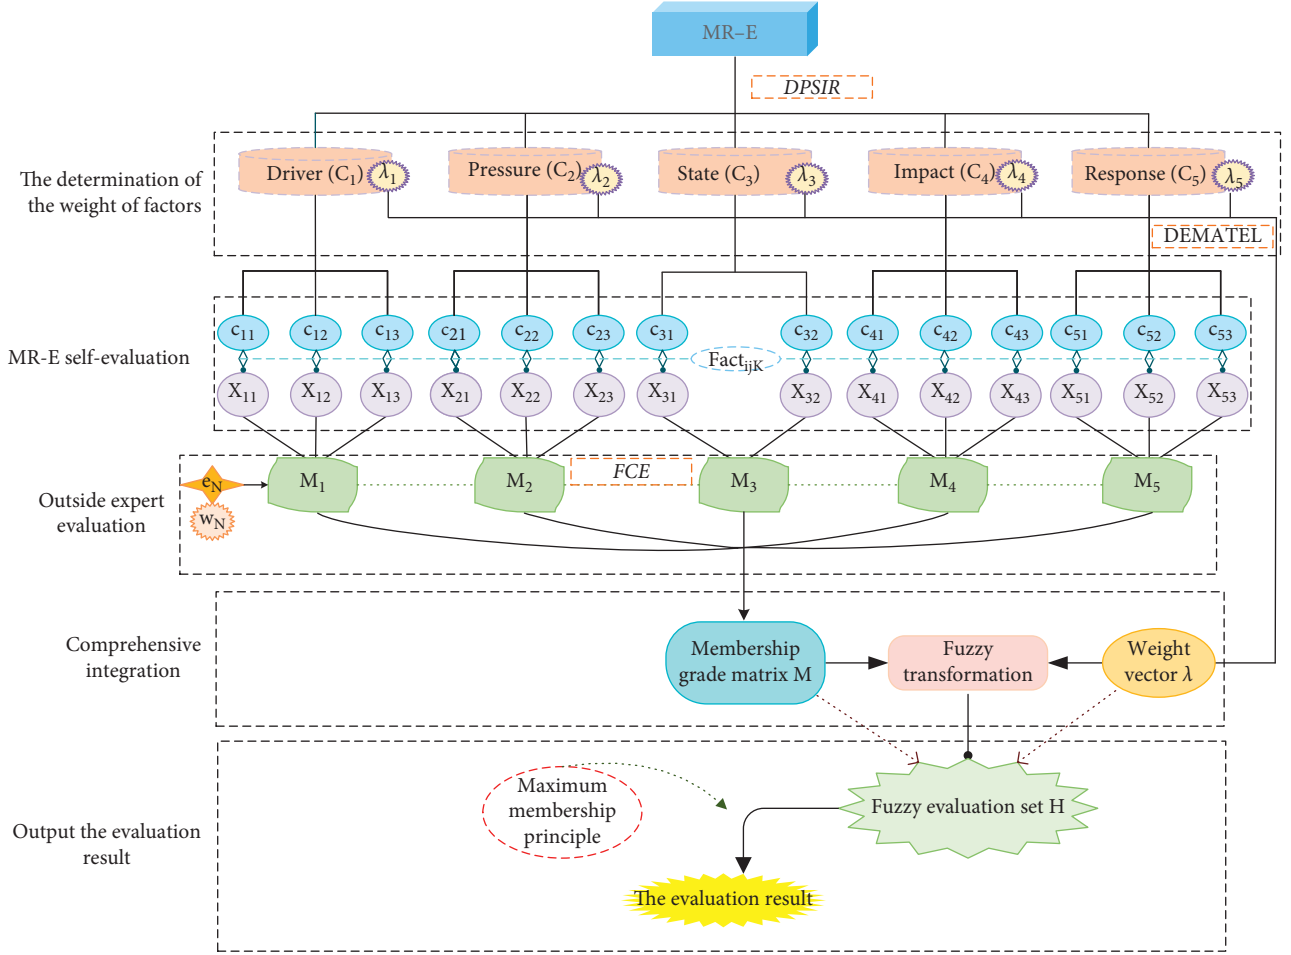 MR–E
DPSIR
The determination of
the weight of factors
Driver (C₁) λ₁
Pressure (C₂) λ₂
State (C₃) λ₃
Impact (C₄) λ₄
Response (C₅) λ₅
DEMATEL
MR-E self-evaluation
c₁₁ c₁₂ c₁₃ c₂₁ c₂₂ c₂₃ c₃₁ c₃₂ c₄₁ c₄₂ c₄₃ c₅₁ c₅₂ c₅₃
Fact_ijK
X₁₁ X₁₂ X₁₃ X₂₁ X₂₂ X₂₃ X₃₁ X₃₂ X₄₁ X₄₂ X₄₃ X₅₁ X₅₂ X₅₃
Outside expert
evaluation
e_N
w_N
M₁ M₂ FCE M₃ M₄ M₅
Comprehensive
integration
Membership
grade matrix M
Fuzzy
transformation
Weight
vector λ
Output the evaluation
result
Maximum
membership
principle
Fuzzy evaluation set H
The evaluation result